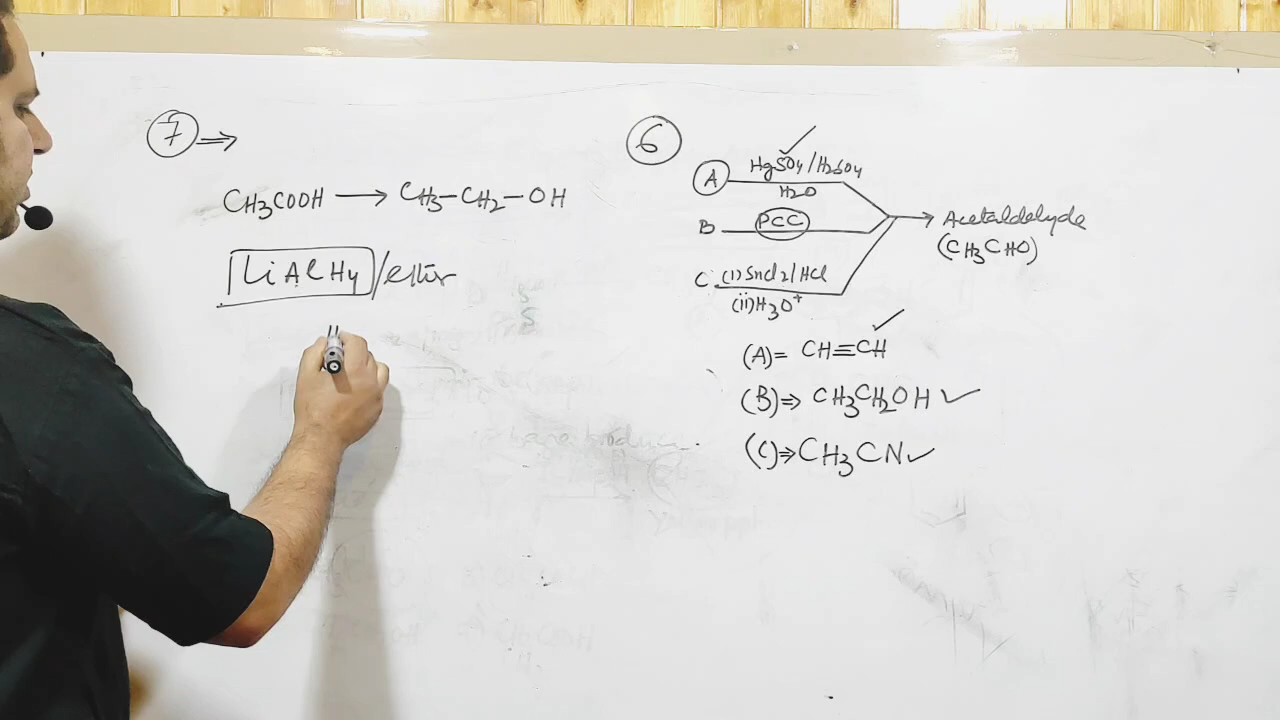 7 ⇒
CH3COOH → CH3-CH2-OH
LiAlH4/ether
6
A HgSO4/H2SO4
H2O
B PCC
→ Acetaldehyde
(CH3CHO)
C (i) SnCl2/HCl
(ii) H3O+
(A)= CH≡CH ✓
(B)⇒ CH3CH2OH ✓
(C)⇒ CH3CN ✓